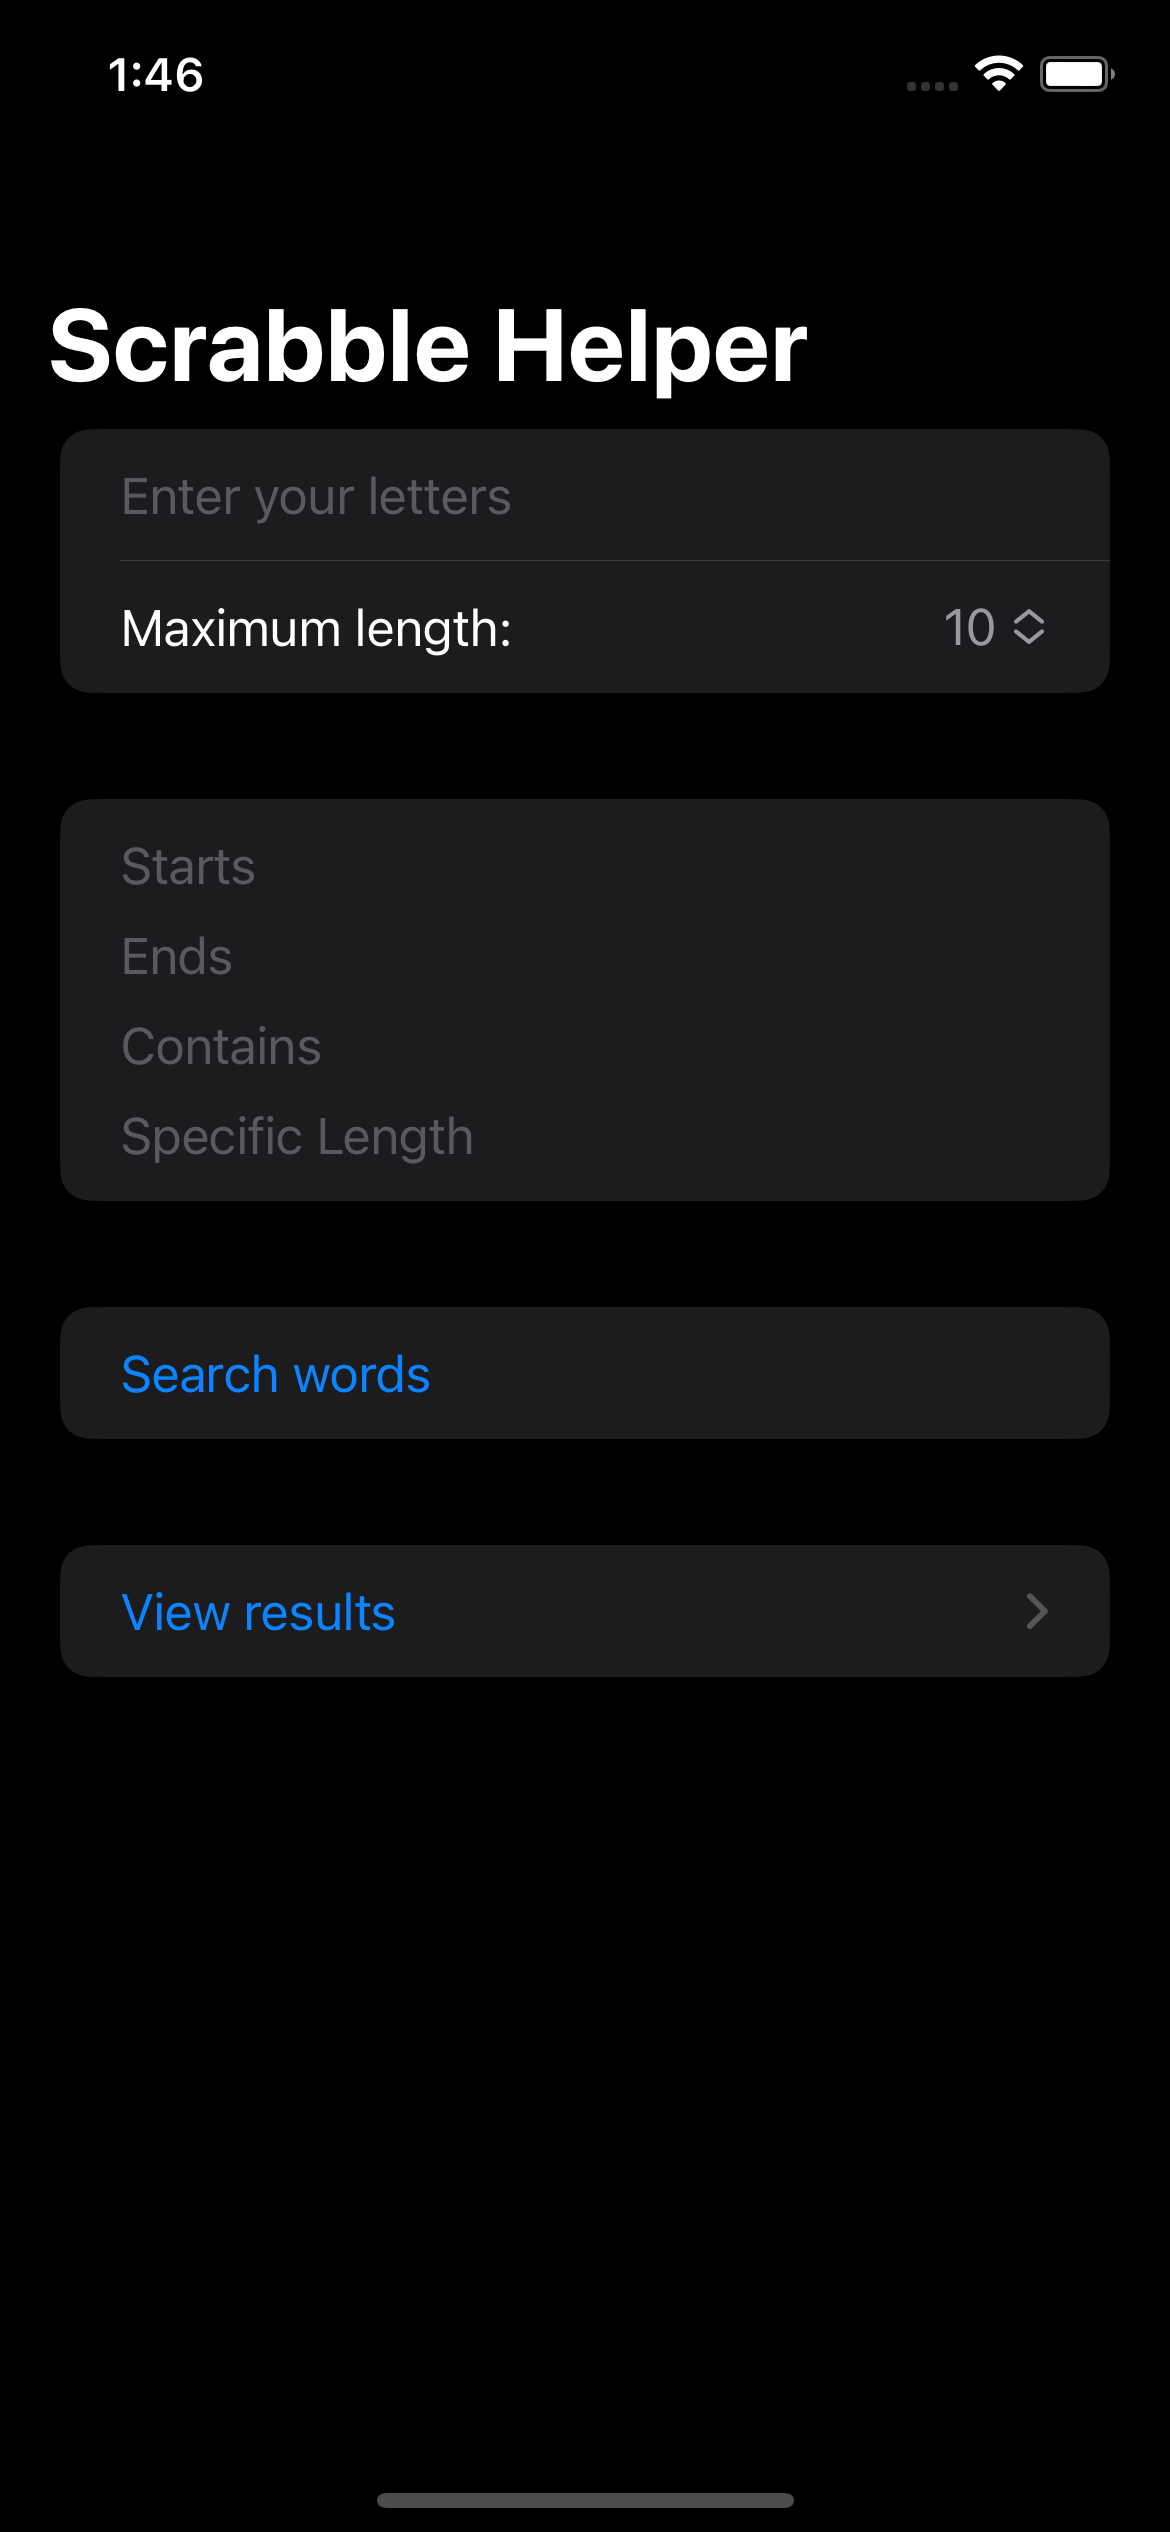 1:46
Scrabble Helper
Enter your letters
Maximum length: 10
Starts
Ends
Contains
Specific Length
Search words
View results